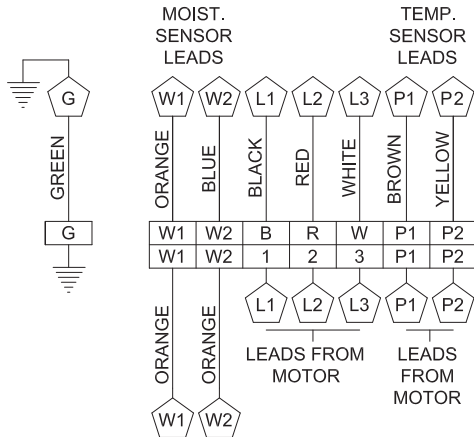 MOIST.
SENSOR
LEADS
TEMP.
SENSOR
LEADS
G W1 W2 L1 L2 L3 P1 P2
GREEN ORANGE BLUE BLACK RED WHITE BROWN YELLOW
G W1 W2 B R W P1 P2
W1 W2 1 2 3 P1 P2
L1 L2 L3 P1 P2
ORANGE ORANGE
LEADS FROM
MOTOR
LEADS
FROM
MOTOR
W1 W2